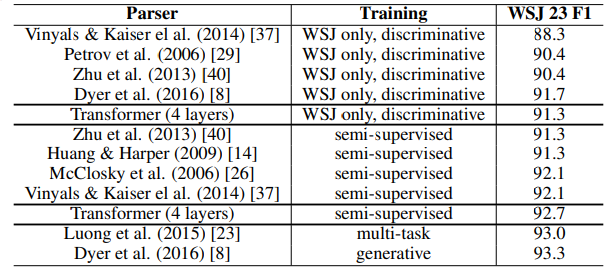 Parser Training WSJ 23 F1
Vinyals & Kaiser el al. (2014) [37] WSJ only, discriminative 88.3
Petrov et al. (2006) [29] WSJ only, discriminative 90.4
Zhu et al. (2013) [40] WSJ only, discriminative 90.4
Dyer et al. (2016) [8] WSJ only, discriminative 91.7
Transformer (4 layers) WSJ only, discriminative 91.3
Zhu et al. (2013) [40] semi-supervised 91.3
Huang & Harper (2009) [14] semi-supervised 91.3
McClosky et al. (2006) [26] semi-supervised 92.1
Vinyals & Kaiser el al. (2014) [37] semi-supervised 92.1
Transformer (4 layers) semi-supervised 92.7
Luong et al. (2015) [23] multi-task 93.0
Dyer et al. (2016) [8] generative 93.3